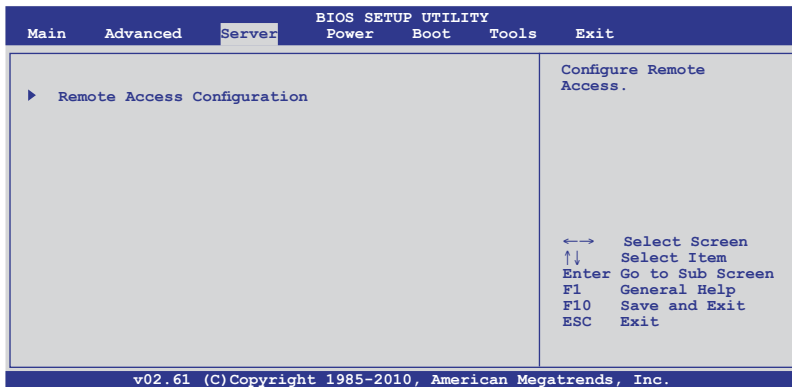 BIOS SETUP UTILITY
Main Advanced Server Power Boot Tools Exit
Remote Access Configuration
Configure Remote
Access.
←→ Select Screen
↑↓ Select Item
Enter Go to Sub Screen
F1 General Help
F10 Save and Exit
ESC Exit
v02.61 (C)Copyright 1985-2010, American Megatrends, Inc.